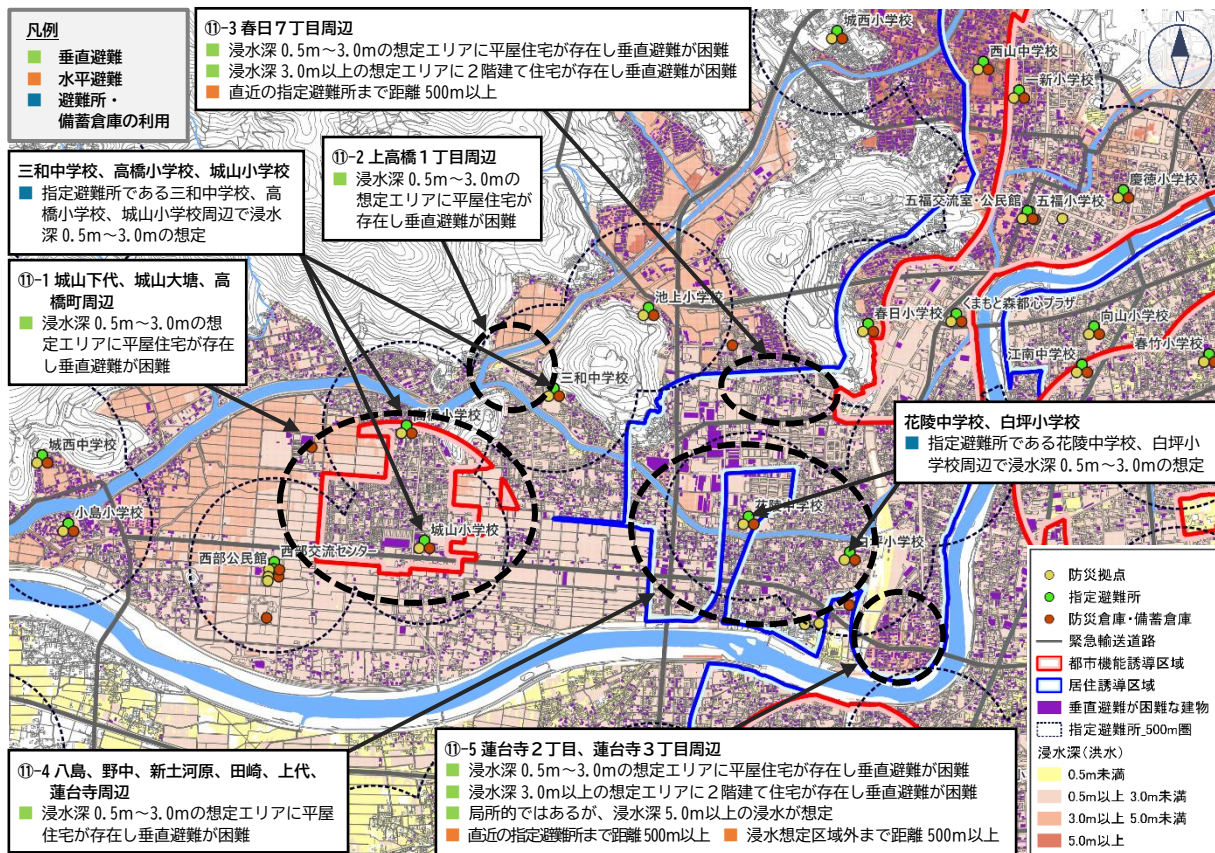 凡例
垂直避難
水平避難
避難所・
備蓄倉庫の利用
⑪-3 春日7丁目周辺
浸水深 0.5m～3.0mの想定エリアに平屋住宅が存在し垂直避難が困難
浸水深 3.0m以上の想定エリアに2階建て住宅が存在し垂直避難が困難
直近の指定避難所まで距離 500m以上
三和中学校、高橋小学校、城山小学校
指定避難所である三和中学校、高
橋小学校、城山小学校周辺で浸水
深 0.5m～3.0mの想定
⑪-2 上高橋1丁目周辺
浸水深 0.5m～3.0mの
想定エリアに平屋住宅が
存在し垂直避難が困難
⑪-1 城山下代、城山大塘、高
橋町周辺
浸水深 0.5m～3.0mの想
定エリアに平屋住宅が存在
し垂直避難が困難
城西小学校
西山中学校
一新小学校
慶徳小学校
五福交流室・公民館
五福小学校
池上小学校
春日小学校
くまもと森都心プラザ
向山小学校
江南中学校
春竹小学校
三和中学校
高橋小学校
城西中学校
小島小学校
城山小学校
西部公民館
西部交流センター
花陵中学校
白坪小学校
N
花陵中学校、白坪小学校
指定避難所である花陵中学校、白坪小
学校周辺で浸水深 0.5m～3.0mの想定
⑪-4 八島、野中、新土河原、田崎、上代、
蓮台寺周辺
浸水深 0.5m～3.0mの想定エリアに平屋
住宅が存在し垂直避難が困難
⑪-5 蓮台寺2丁目、蓮台寺3丁目周辺
浸水深 0.5m～3.0mの想定エリアに平屋住宅が存在し垂直避難が困難
浸水深 3.0m以上の想定エリアに2階建て住宅が存在し垂直避難が困難
局所的ではあるが、浸水深 5.0m以上の浸水が想定
直近の指定避難所まで距離 500m以上 浸水想定区域外まで距離 500m以上
防災拠点
指定避難所
防災倉庫・備蓄倉庫
緊急輸送道路
都市機能誘導区域
居住誘導区域
垂直避難が困難な建物
指定避難所_500m圏
浸水深(洪水)
0.5m未満
0.5m以上 3.0m未満
3.0m以上 5.0m未満
5.0m以上